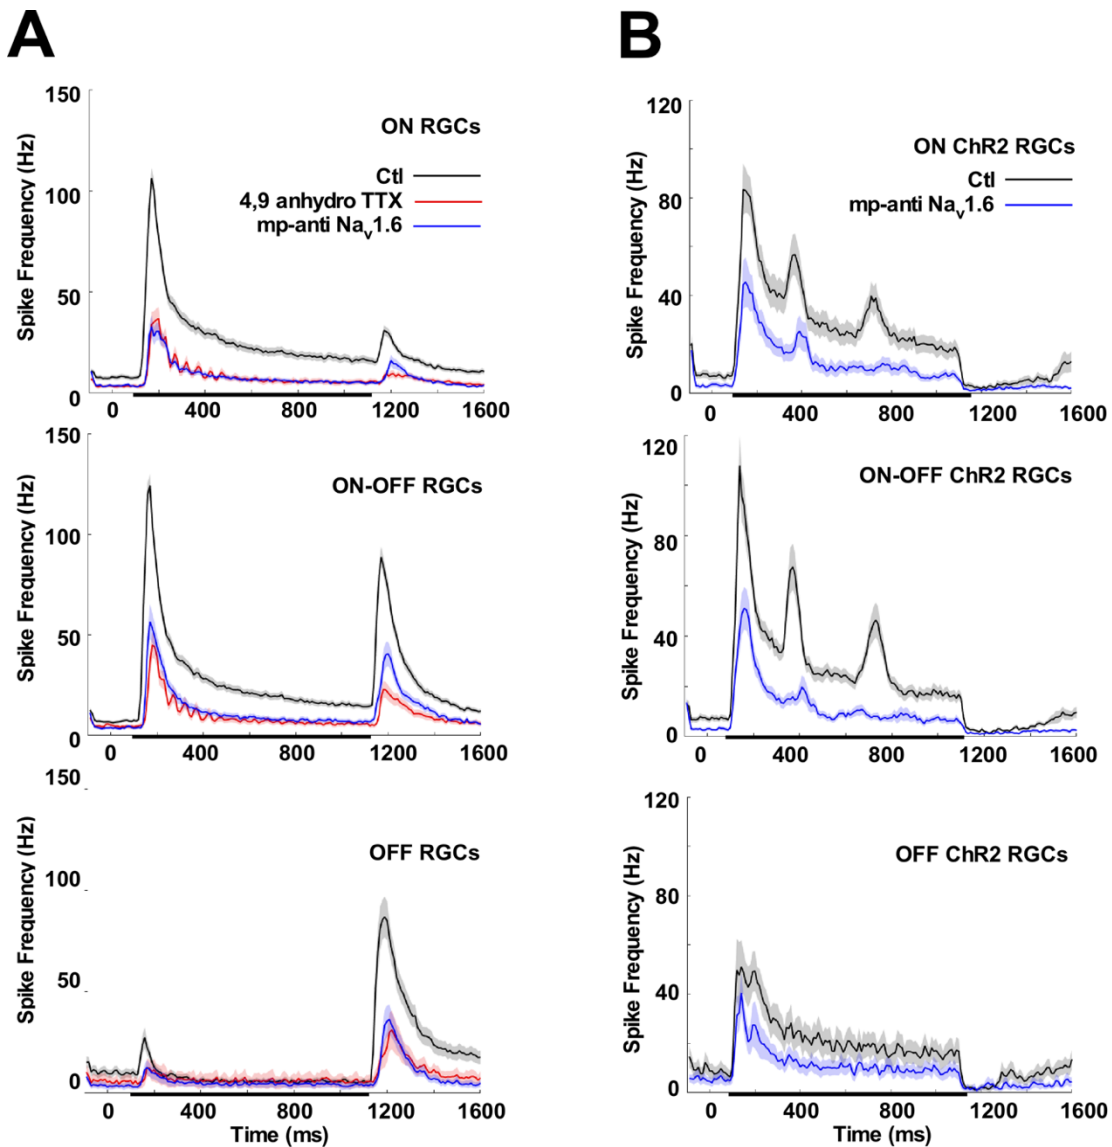 A
150
100
50
0
Spike Frequency (Hz)
ON RGCs
Ctl
4,9 anhydro TTX
mp-anti Nav1.6
0 400 800 1200 1600
150
100
50
0
Spike Frequency (Hz)
ON-OFF RGCs
0 400 800 1200 1600
150
100
50
0
Spike Frequency (Hz)
OFF RGCs
0 400 800 1200 1600
Time (ms)
B
120
80
40
0
Spike Frequency (Hz)
ON ChR2 RGCs
Ctl
mp-anti Nav1.6
0 400 800 1200 1600
120
80
40
0
Spike Frequency (Hz)
ON-OFF ChR2 RGCs
0 400 800 1200 1600
120
80
40
0
Spike Frequency (Hz)
OFF ChR2 RGCs
0 400 800 1200 1600
Time (ms)